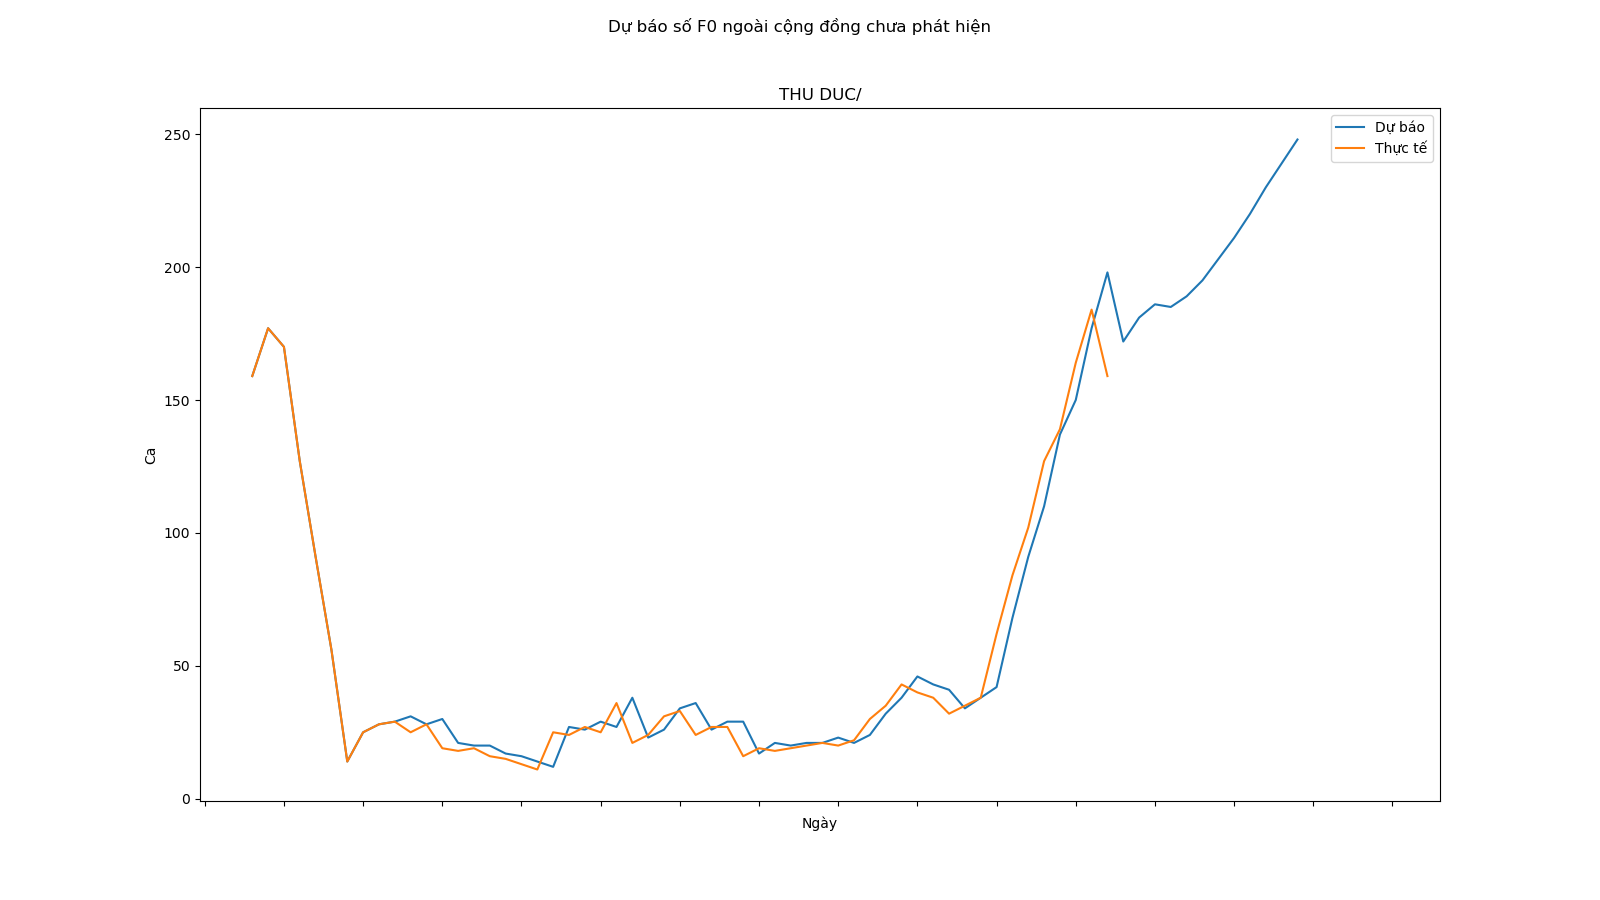 Dự báo số F0 ngoài cộng đồng chưa phát hiện
THU DUC/
Dự báo
Thực tế
250
200
150
100
50
0
Ca
Ngày